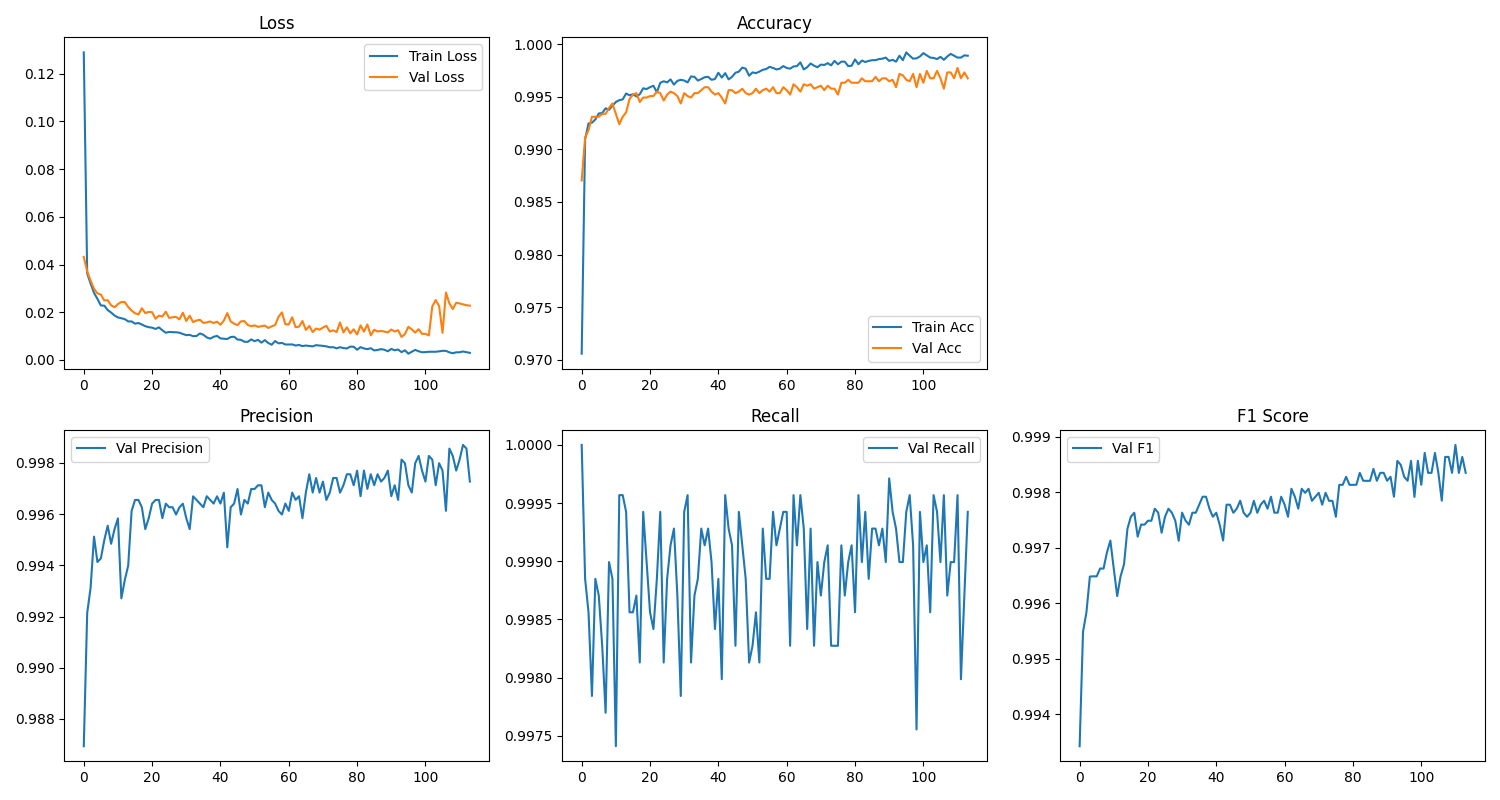 Loss
Train Loss
Val Loss
0.12
0.10
0.08
0.06
0.04
0.02
0.00
0 20 40 60 80 100
Accuracy
1.000
0.995
0.990
0.985
0.980
0.975
0.970
Train Acc
Val Acc
0 20 40 60 80 100
Precision
Val Precision
0.998
0.996
0.994
0.992
0.990
0.988
0 20 40 60 80 100
Recall
Val Recall
1.0000
0.9995
0.9990
0.9985
0.9980
0.9975
0 20 40 60 80 100
F1 Score
Val F1
0.999
0.998
0.997
0.996
0.995
0.994
0 20 40 60 80 100